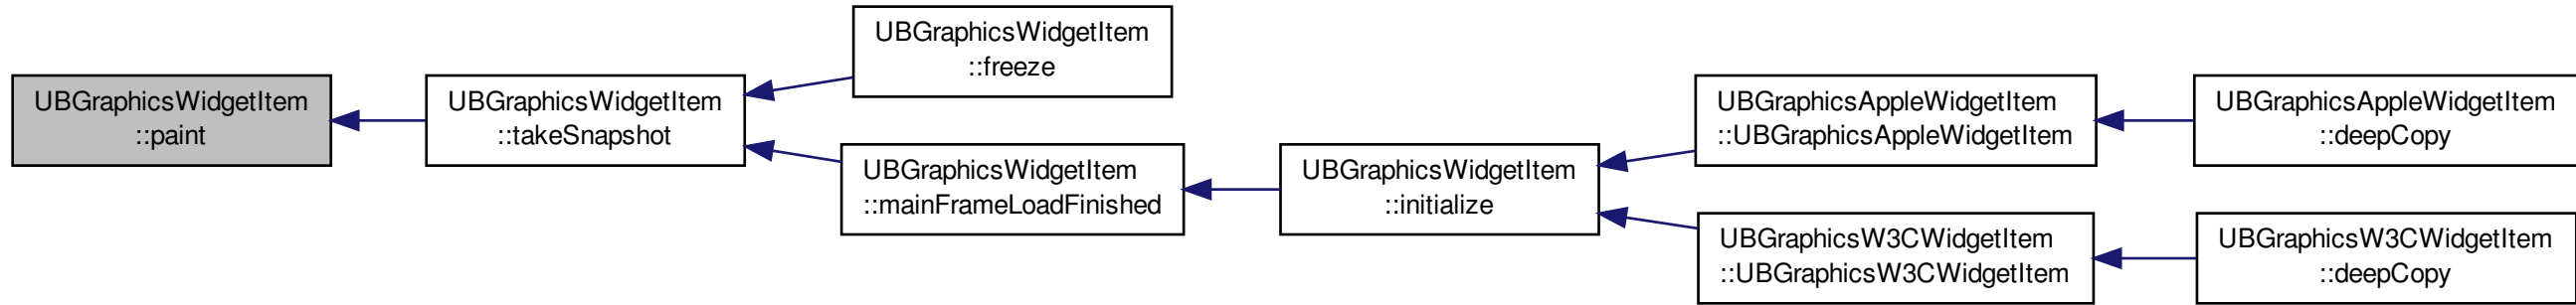 UBGraphicsWidgetItem
::paint
UBGraphicsWidgetItem
::takeSnapshot
UBGraphicsWidgetItem
::freeze
UBGraphicsWidgetItem
::mainFrameLoadFinished
UBGraphicsWidgetItem
::initialize
UBGraphicsAppleWidgetItem
::UBGraphicsAppleWidgetItem
UBGraphicsAppleWidgetItem
::deepCopy
UBGraphicsW3CWidgetItem
::UBGraphicsW3CWidgetItem
UBGraphicsW3CWidgetItem
::deepCopy